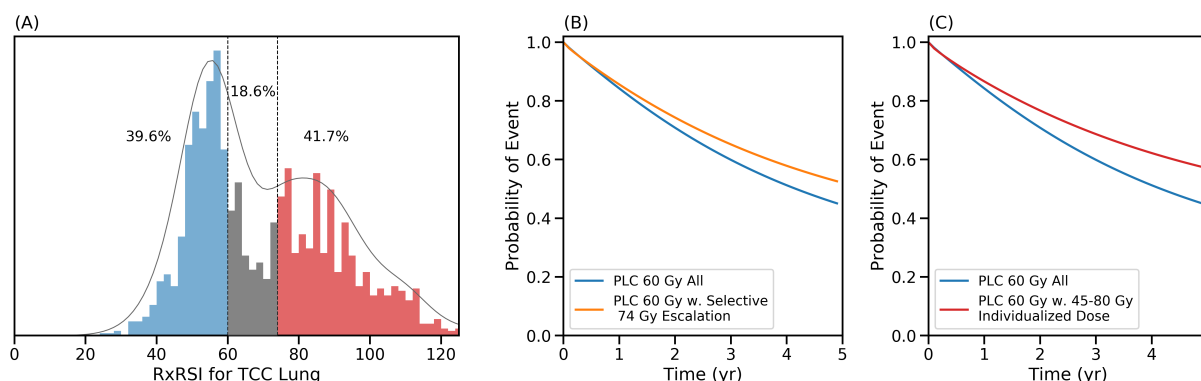 (A)
39.6%
18.6%
41.7%
0
20
40
60
80
100
120
RxRSI for TCC Lung
(B)
Probability of Event
1.0
0.8
0.6
0.4
0.2
0.0
PLC 60 Gy All
PLC 60 Gy w. Selective
74 Gy Escalation
0
1
2
3
4
5
Time (yr)
(C)
Probability of Event
1.0
0.8
0.6
0.4
0.2
0.0
PLC 60 Gy All
PLC 60 Gy w. 45-80 Gy
Individualized Dose
0
1
2
3
4
Time (yr)